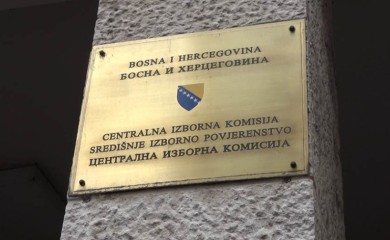 BOSNA I HERCEGOVINA
БОСНА И ХЕРЦЕГОВИНА
CENTRALNA IZBORNA KOMISIJA
SREDIŠNJE IZBORNO POVJERENSTVO
ЦЕНТРАЛНА ИЗБОРНА КОМИСИЈА